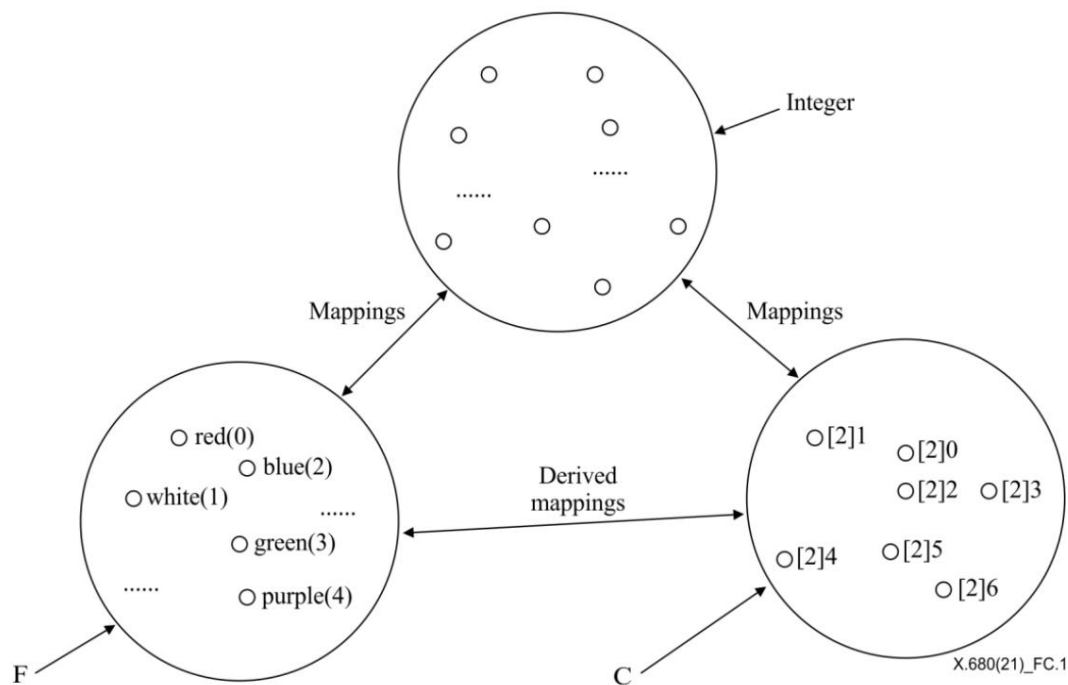 Integer
......
......
Mappings
Mappings
red(0)
blue(2)
white(1)
......
green(3)
......
purple(4)
Derived
mappings
[2]1
[2]0
[2]2
[2]3
[2]4
[2]5
[2]6
F
C
X.680(21)_FC.1